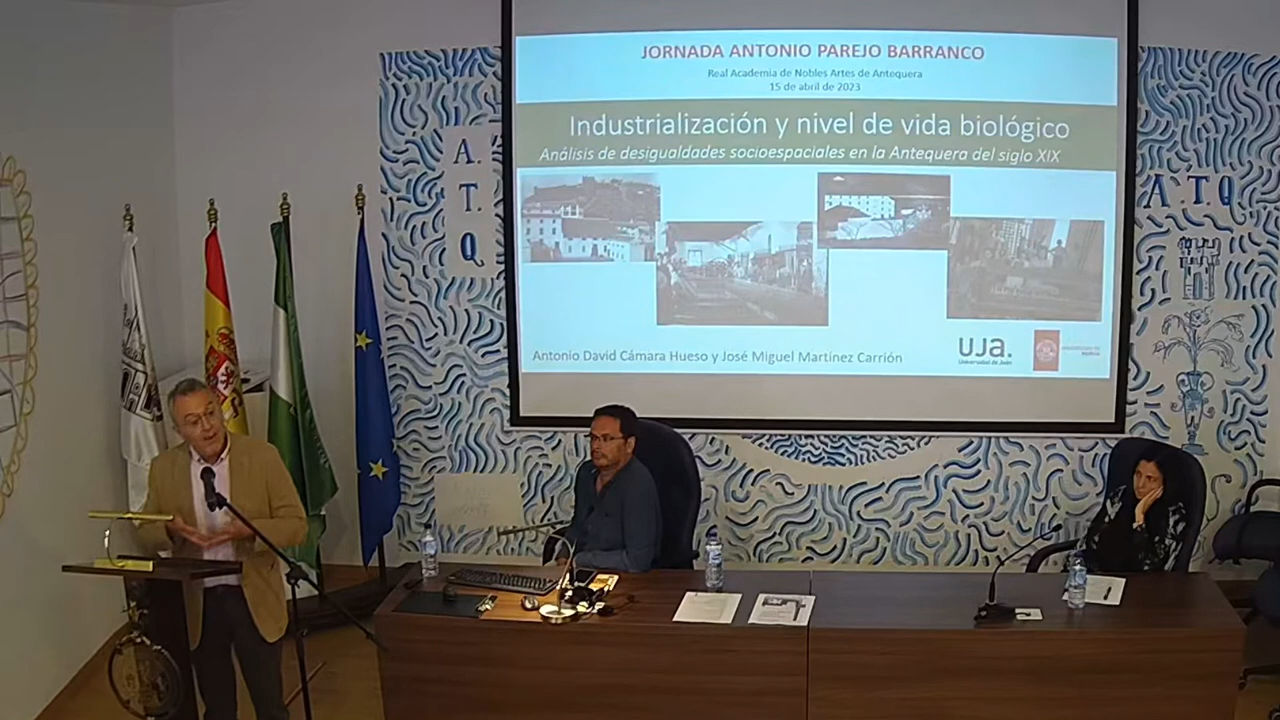 JORNADA ANTONIO PAREJO BARRANCO
Real Academia de Nobles Artes de Antequera
15 de abril de 2023
Industrialización y nivel de vida biológico
Análisis de desigualdades socioespaciales en la Antequera del siglo XIX
Antonio David Cámara Hueso y José Miguel Martínez Carrión
uja.
Universidad de Jaén
A.
T.
Q
A.TQ